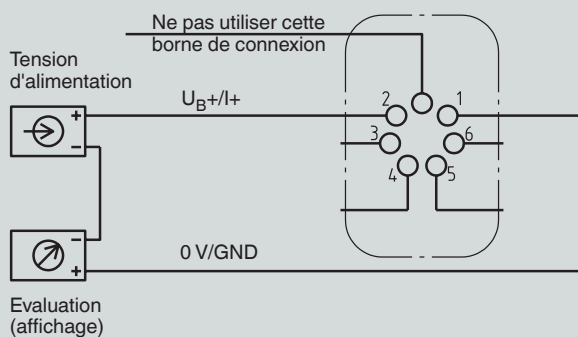 Ne pas utiliser cette
borne de connexion
Tension
d'alimentation
U_B+/I+
+
−
2
1
3
6
4
5
−
+
0 V/GND
Evaluation
(affichage)